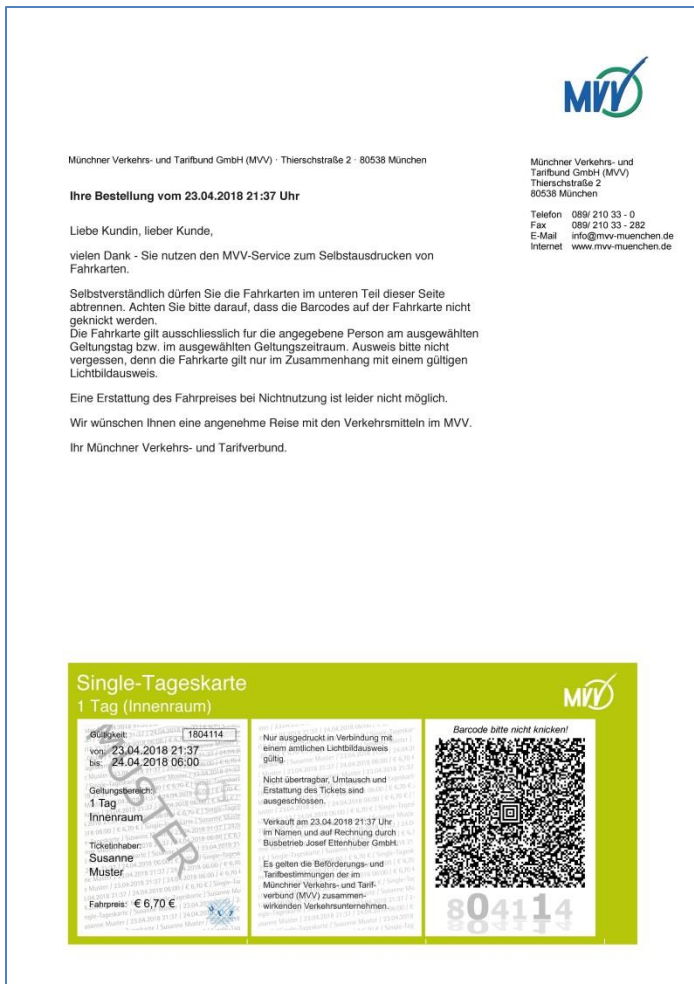 MVV
Münchner Verkehrs- und Tarifbund GmbH (MVV) · Thierschstraße 2 · 80538 München
Münchner Verkehrs- und
Tarifbund GmbH (MVV)
Thierschstraße 2
80538 München
Telefon 089/ 210 33 - 0
Fax 089/ 210 33 - 282
E-Mail info@mvv-muenchen.de
Internet www.mvv-muenchen.de
Ihre Bestellung vom 23.04.2018 21:37 Uhr
Liebe Kundin, lieber Kunde,
vielen Dank - Sie nutzen den MVV-Service zum Selbstausdrucken von
Fahrkarten.
Selbstverständlich dürfen Sie die Fahrkarten im unteren Teil dieser Seite
abtrennen. Achten Sie bitte darauf, dass die Barcodes auf der Fahrkarte nicht
geknickt werden.
Die Fahrkarte gilt ausschliesslich fur die angegebene Person am ausgewählten
Geltungstag bzw. im ausgewählten Geltungszeitraum. Ausweis bitte nicht
vergessen, denn die Fahrkarte gilt nur im Zusammenhang mit einem gültigen
Lichtbildausweis.
Eine Erstattung des Fahrpreises bei Nichtnutzung ist leider nicht möglich.
Wir wünschen Ihnen eine angenehme Reise mit den Verkehrsmitteln im MVV.
Ihr Münchner Verkehrs- und Tarifverbund.
Single-Tageskarte
1 Tag (Innenraum)
MVV
Gültigkeit: 1804114
von: 23.04.2018 21:37
bis: 24.04.2018 06:00
Geltungsbereich:
1 Tag
Innenraum
Ticketinhaber:
Susanne
Muster
Fahrpreis: € 6,70 €
MUSTER
Nur ausgedruckt in Verbindung mit
einem amtlichen Lichtbildausweis
gültig.
Nicht übertragbar, Umtausch und
Erstattung des Tickets sind
ausgeschlossen.
Verkauft am 23.04.2018 21:37 Uhr
im Namen und auf Rechnung durch
Busbetrieb Josef Ettenhuber GmbH.
Es gelten die Beförderungs- und
Tarifbestimmungen der im
Münchner Verkehrs- und Tarif-
verbund (MVV) zusammen-
wirkenden Verkehrsunternehmen.
Barcode bitte nicht knicken!
804114